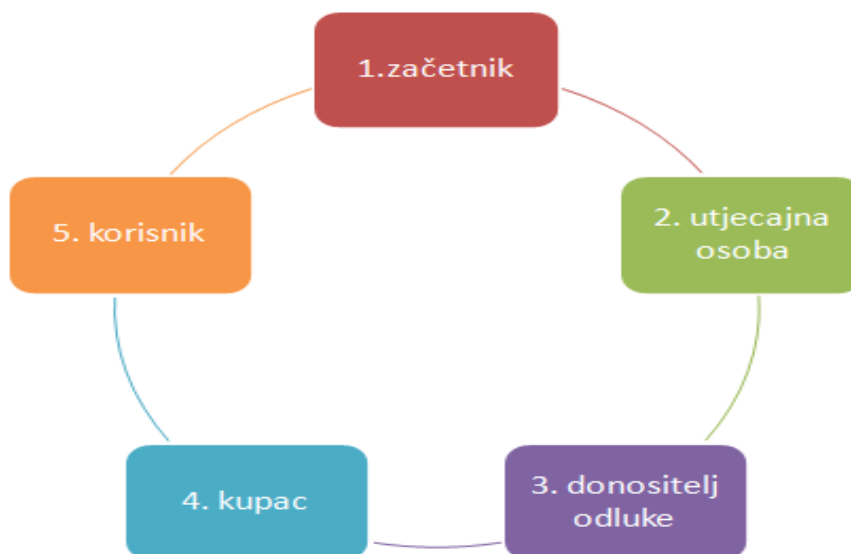 1.začetnik
2. utjecajna
osoba
3. donositelj
odluke
4. kupac
5. korisnik